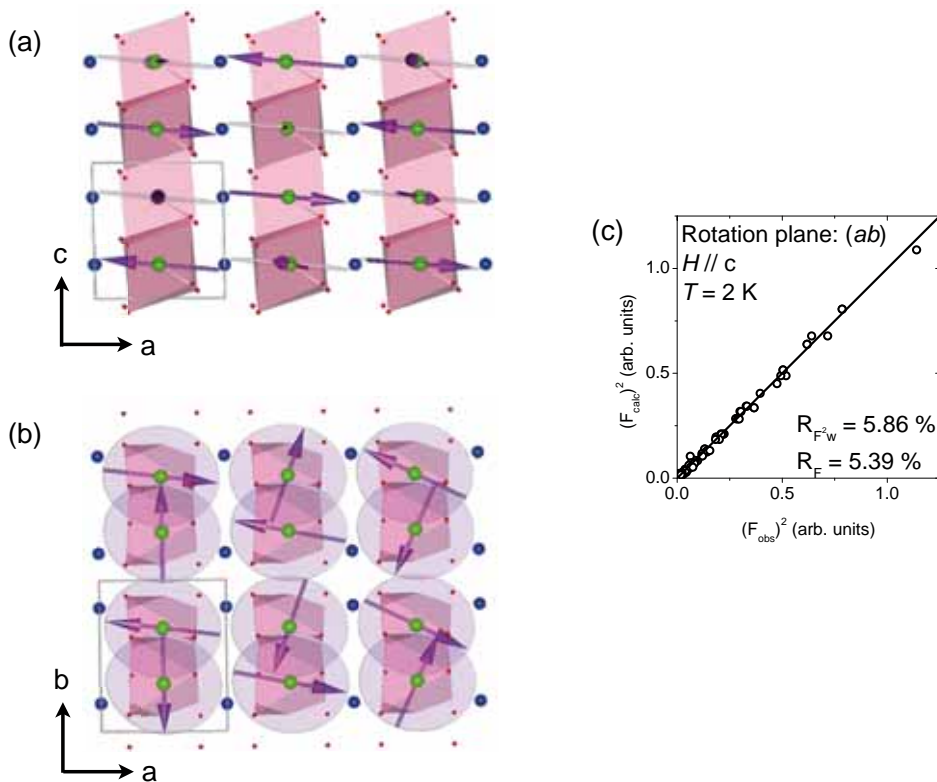 (a)
c
a
(b)
b
a
(c)
Rotation plane: (ab)
H // c
T = 2 K
1.0
0.5
0.0
(F_calc)² (arb. units)
R_F²w = 5.86 %
R_F = 5.39 %
0.0 0.5 1.0
(F_obs)² (arb. units)